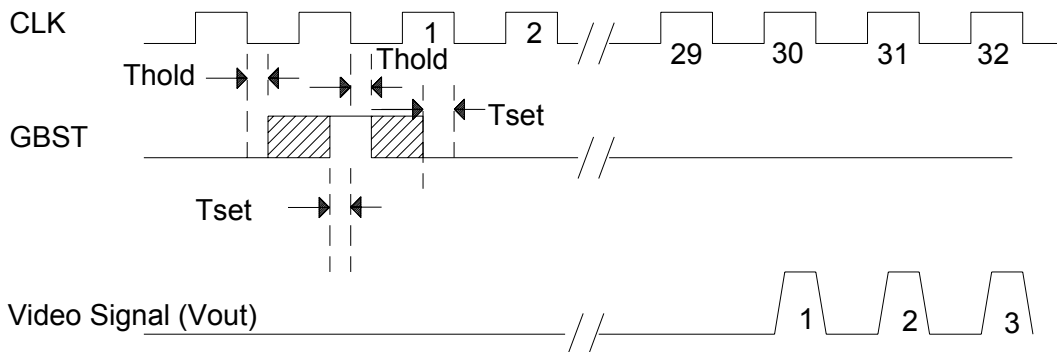 CLK
1
2
29
30
31
32
Thold
Thold
Tset
GBST
Tset
Video Signal (Vout)
1
2
3